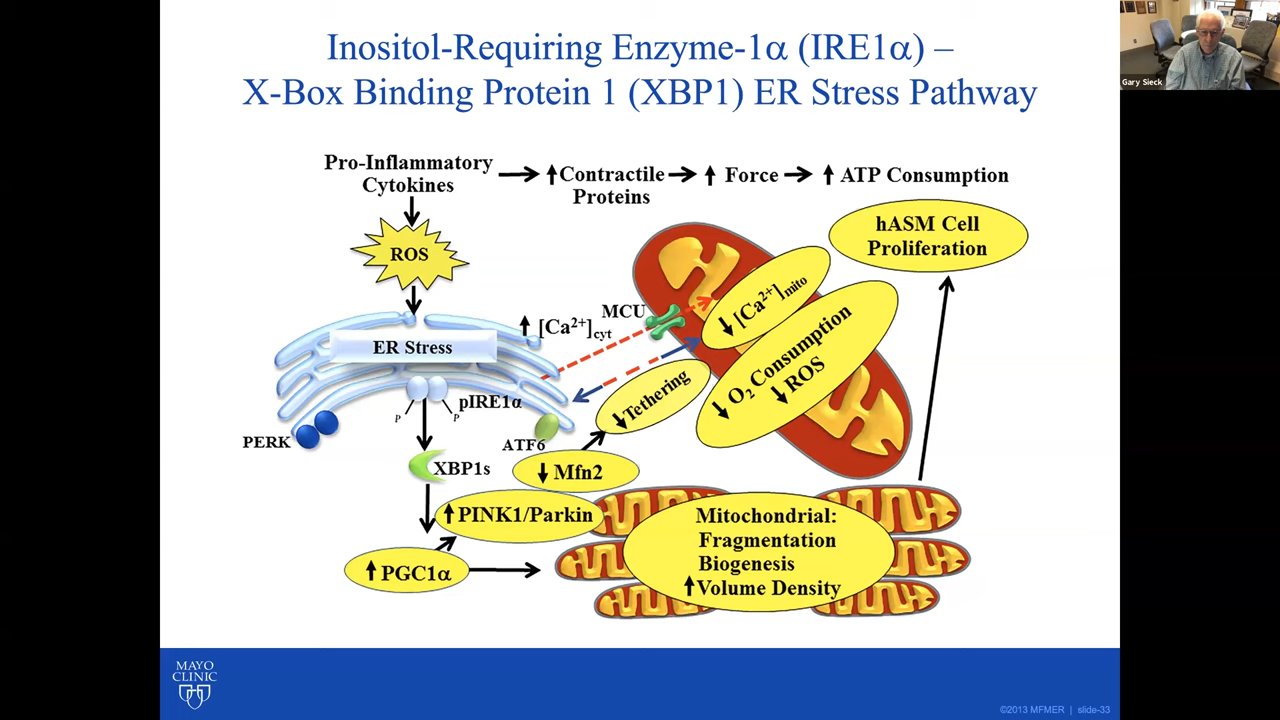 Inositol-Requiring Enzyme-1α (IRE1α) –
X-Box Binding Protein 1 (XBP1) ER Stress Pathway
Gary Sieck
Pro-Inflammatory
Cytokines
↑Contractile
Proteins
↑ Force
↑ ATP Consumption
hASM Cell
Proliferation
ROS
MCU
↑ [Ca²⁺]cyt
↓ [Ca²⁺]mito
ER Stress
↓ O₂ Consumption
↓ ROS
↓Tethering
pIRE1α
P
P
PERK
ATF6
XBP1s
↓ Mfn2
↑PINK1/Parkin
↑ PGC1α
Mitochondrial:
Fragmentation
Biogenesis
↑Volume Density
MAYO
CLINIC
©2013 MFMER | slide-33